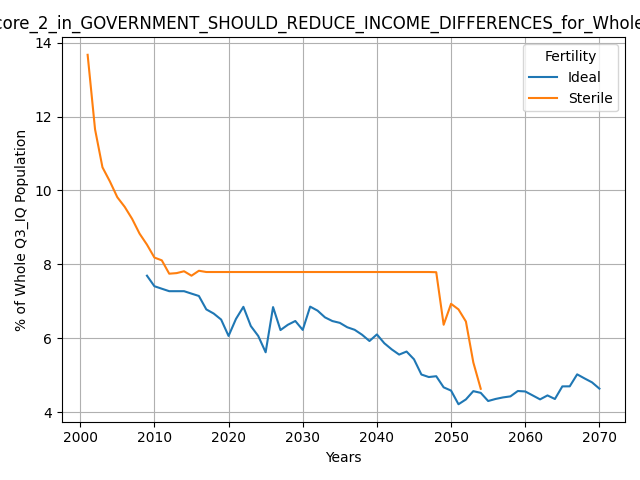 core_2_in_GOVERNMENT_SHOULD_REDUCE_INCOME_DIFFERENCES_for_Whole
14
12
10
8
6
4
% of Whole Q3_IQ Population
Fertility
Ideal
Sterile
2000 2010 2020 2030 2040 2050 2060 2070
Years